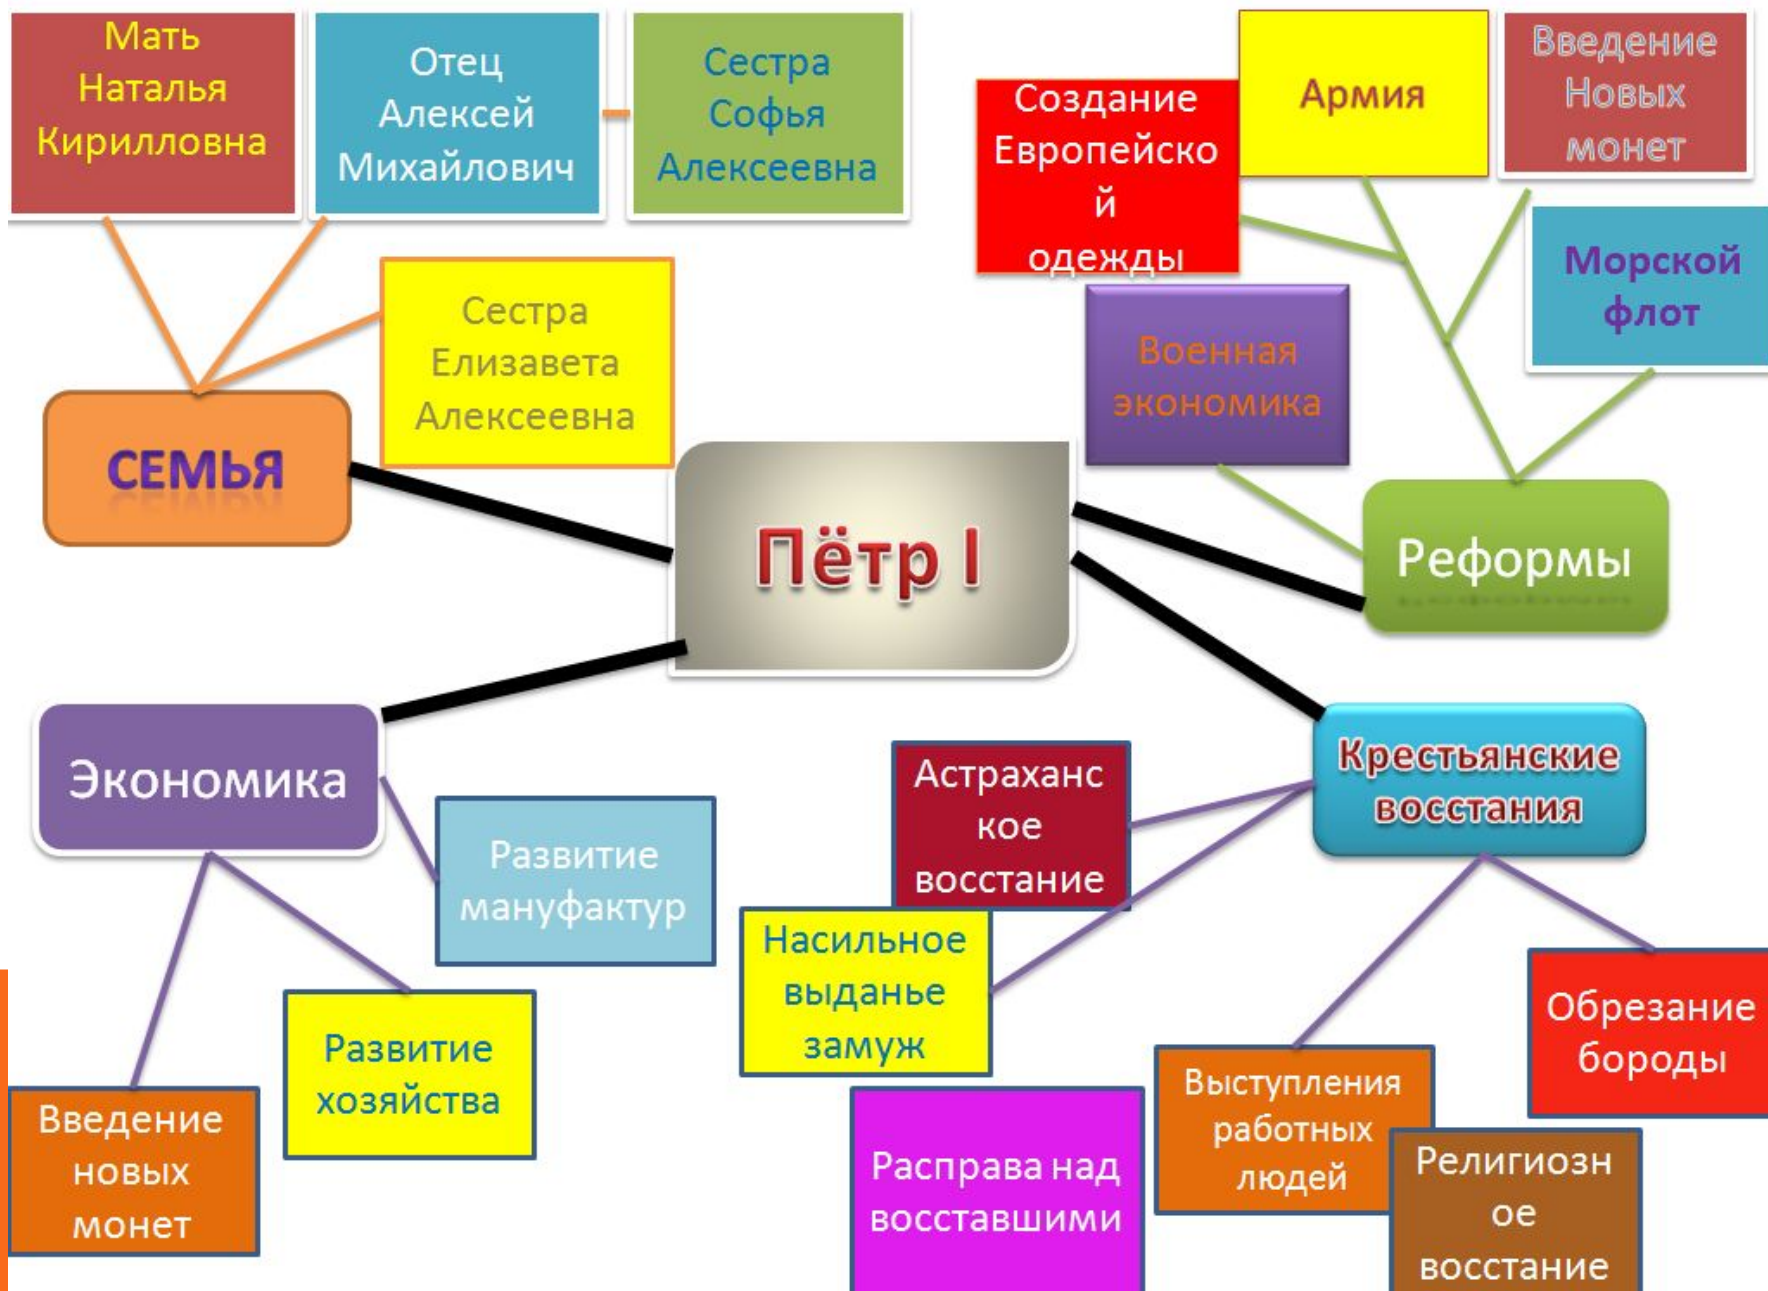 Мать
Наталья
Кирилловна
Отец
Алексей
Михайлович
Сестра
Софья
Алексеевна
Создание
Европейско
й
одежды
Армия
Введение
Новых
монет
Морской
флот
Сестра
Елизавета
Алексеевна
Военная
экономика
СЕМЬЯ
Пётр I
Реформы
Экономика
Крестьянские
восстания
Развитие
мануфактур
Астраханс
кое
восстание
Насильное
выданье
замуж
Обрезание
бороды
Развитие
хозяйства
Введение
новых
монет
Расправа над
восставшими
Выступления
работных
людей
Религиозн
ое
восстание